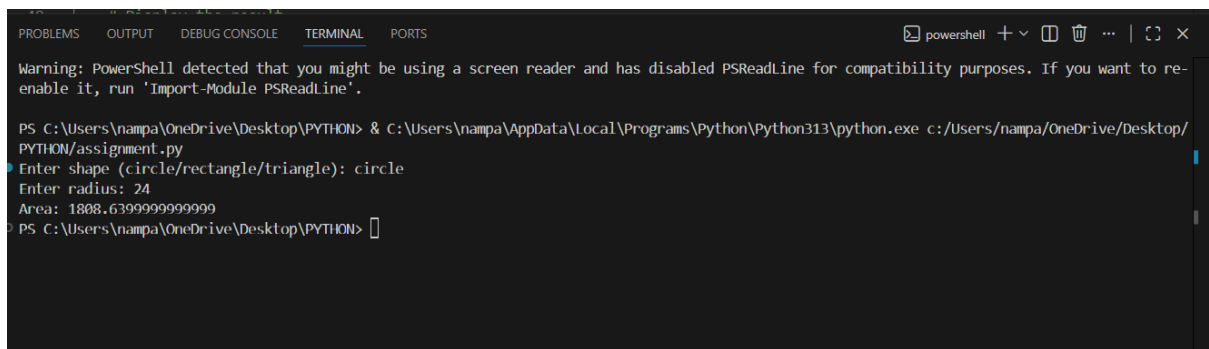 PROBLEMS OUTPUT DEBUG CONSOLE TERMINAL PORTS powershell
Warning: PowerShell detected that you might be using a screen reader and has disabled PSReadLine for compatibility purposes. If you want to re-
enable it, run 'Import-Module PSReadLine'.
PS C:\Users\nampa\OneDrive\Desktop\PYTHON> & C:\Users\nampa\AppData\Local\Programs\Python\Python313\python.exe c:/Users/nampa/OneDrive/Desktop/
PYTHON/assignment.py
Enter shape (circle/rectangle/triangle): circle
Enter radius: 24
Area: 1808.6399999999999
PS C:\Users\nampa\OneDrive\Desktop\PYTHON>